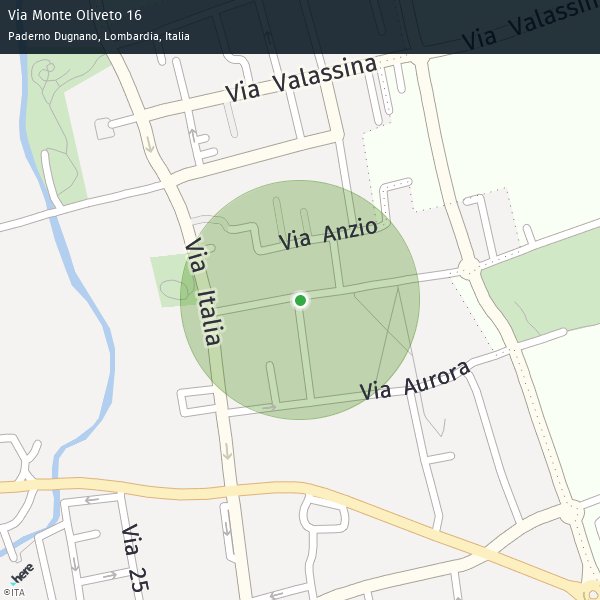 Via Monte Oliveto 16
Paderno Dugnano, Lombardia, Italia
Via Valassina
Via Valassina
Via Anzio
Via Italia
Via Aurora
Via 25
here
©ITA